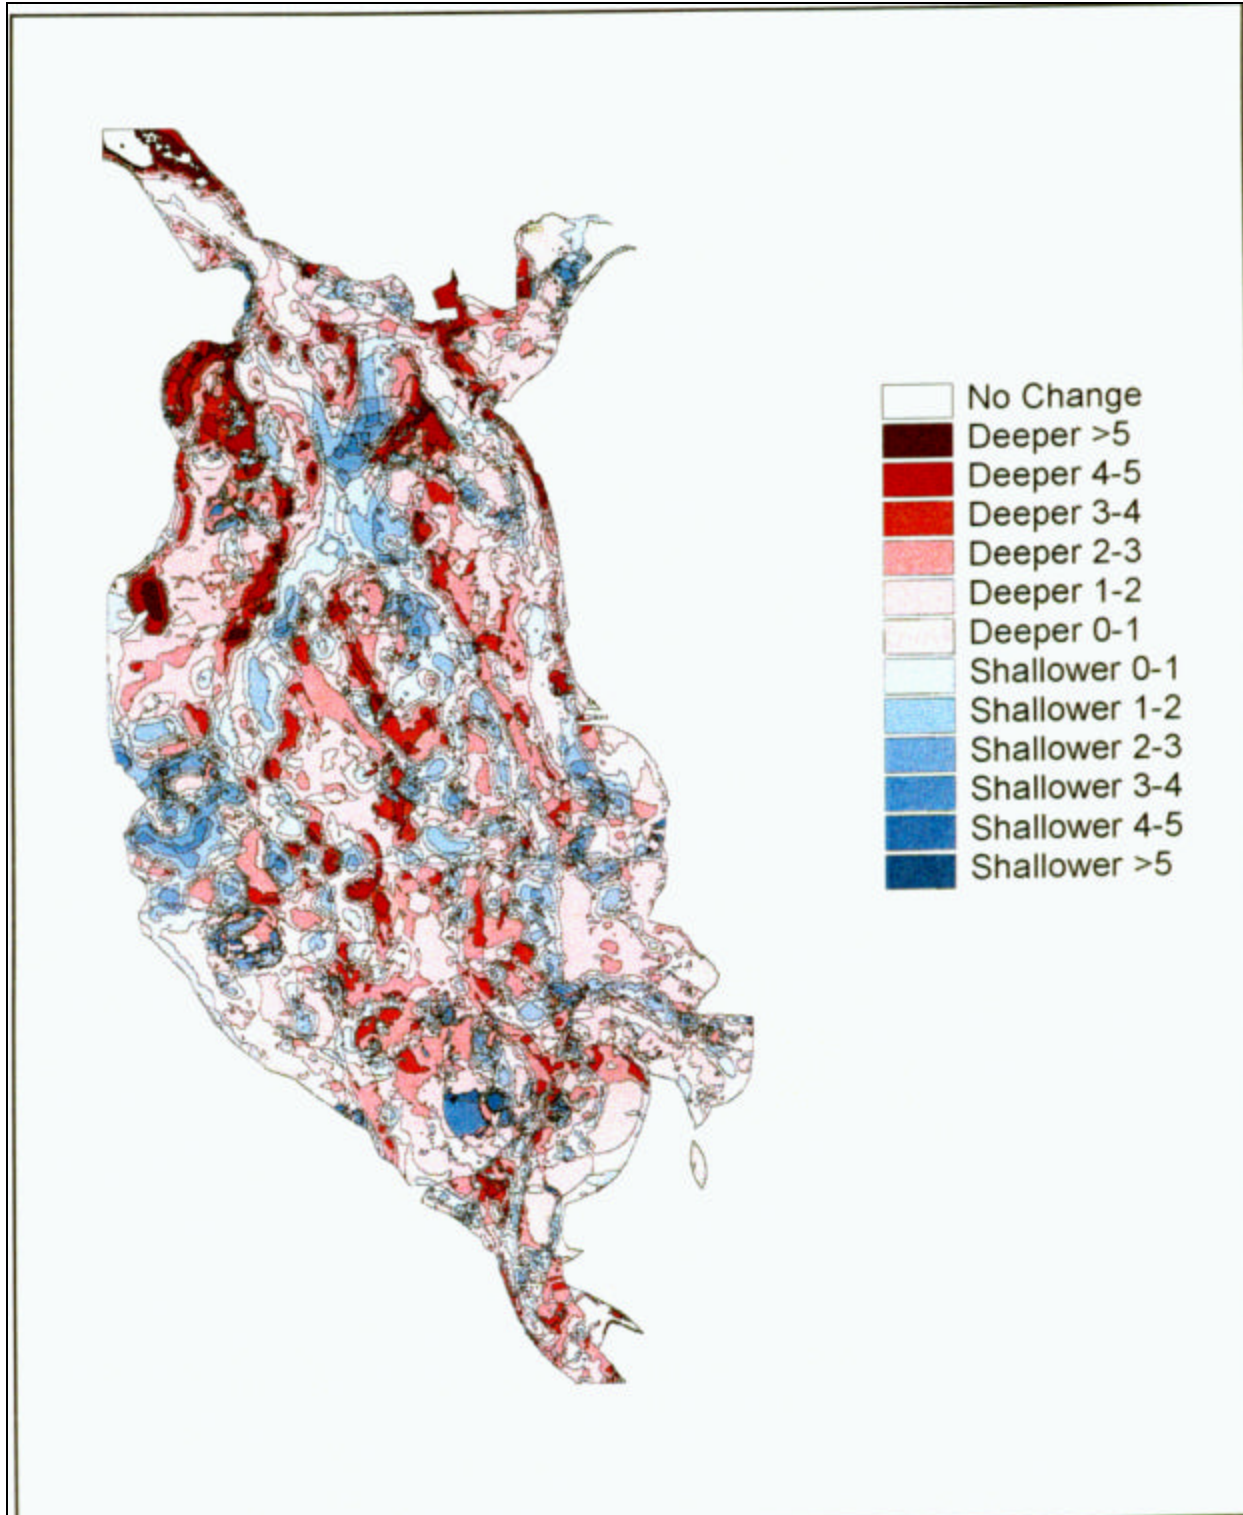 No Change
Deeper >5
Deeper 4-5
Deeper 3-4
Deeper 2-3
Deeper 1-2
Deeper 0-1
Shallower 0-1
Shallower 1-2
Shallower 2-3
Shallower 3-4
Shallower 4-5
Shallower >5